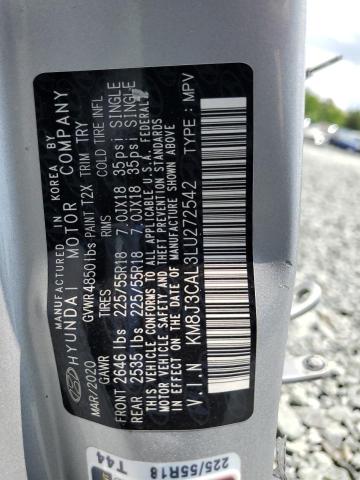 MANUFACTURED IN KOREA BY
HYUNDAI MOTOR COMPANY
MAR/2020 GVWR4850lbs PAINT T2X TRIM TRY
GAWR TIRES COLD TIRE INFL
FRONT 2646 lbs 225/55R18 7.0JX18 35psi SINGLE
REAR 2535 lbs 225/55R18 7.0JX18 35psi SINGLE
THIS VEHICLE CONFORMS TO ALL APPLICABLE U.S.A. FEDERAL
MOTOR VEHICLE SAFETY, BUMPER, AND
THEFT PREVENTION STANDARDS
IN EFFECT ON THE DATE OF MANUFACTURE SHOWN ABOVE
V.I.N KM8J3CAL3LU272542 TYPE: MPV
225/55R18
T44